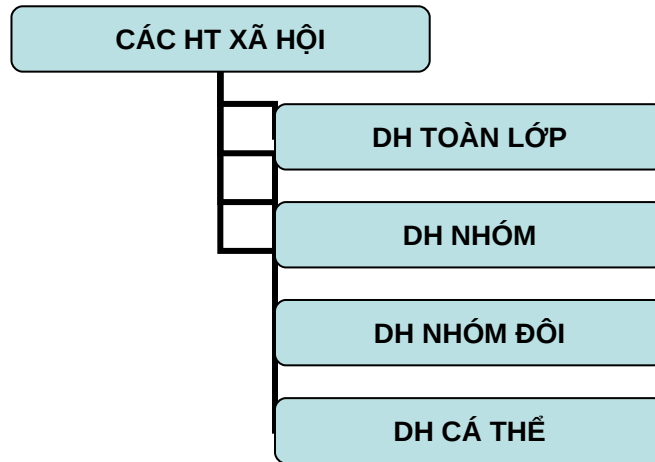 CÁC HT XÃ HỘI
DH TOÀN LỚP
DH NHÓM
DH NHÓM ĐÔI
DH CÁ THỂ